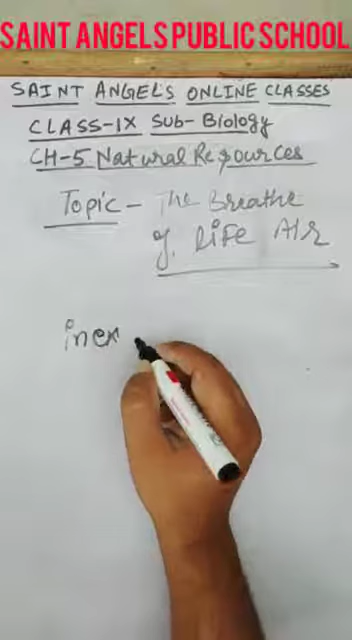 SAINT ANGELS PUBLIC SCHOOL
SAINT ANGEL'S ONLINE CLASSES
CLASS-IX Sub- Biology
CH-5 Natural Resources
Topic - The Breathe
of life Air
inex